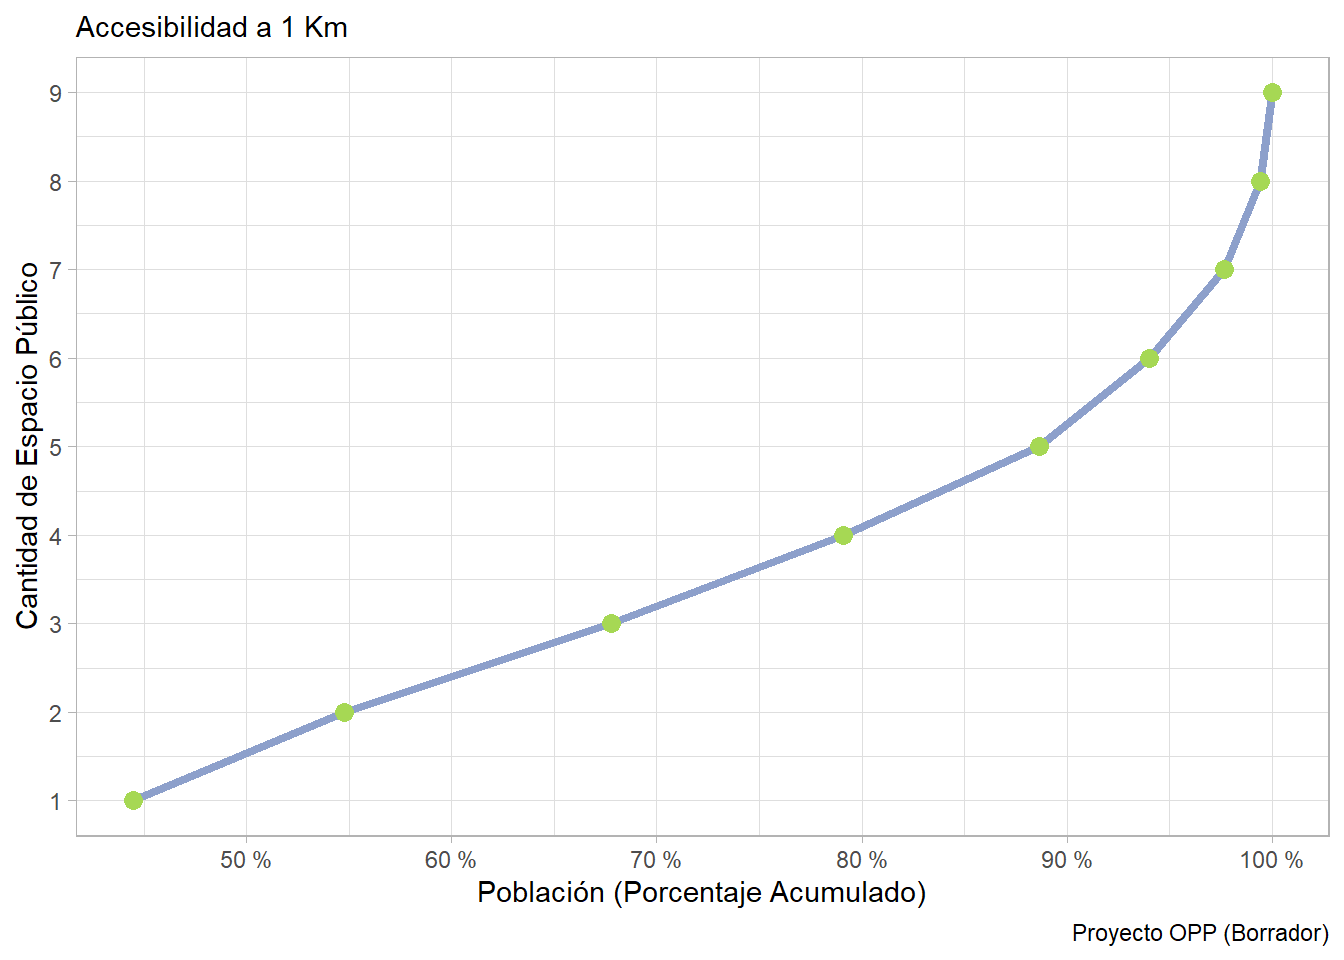 Accesibilidad a 1 Km
9
8
7
6
5
4
3
2
1
Cantidad de Espacio Público
50 % 60 % 70 % 80 % 90 % 100 %
Población (Porcentaje Acumulado)
Proyecto OPP (Borrador)